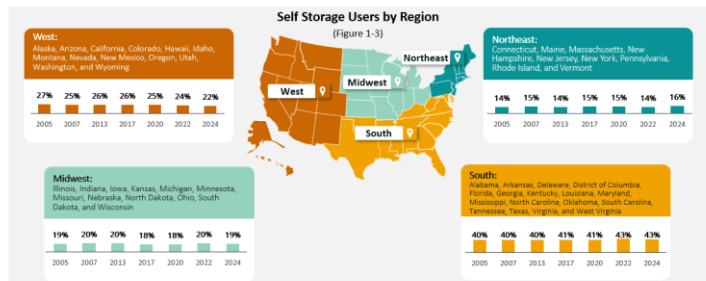 Self Storage Users by Region
(Figure 1-3)
West:
Alaska, Arizona, California, Colorado, Hawaii, Idaho,
Montana, Nevada, New Mexico, Oregon, Utah,
Washington, and Wyoming
27% 25% 26% 26% 25% 24% 22%
2005 2007 2013 2017 2020 2022 2024
Northeast
Midwest
West
South
Northeast:
Connecticut, Maine, Massachusetts, New
Hampshire, New Jersey, New York, Pennsylvania,
Rhode Island, and Vermont
14% 15% 14% 15% 15% 14% 16%
2005 2007 2013 2017 2020 2022 2024
Midwest:
Illinois, Indiana, Iowa, Kansas, Michigan, Minnesota,
Missouri, Nebraska, North Dakota, Ohio, South
Dakota, and Wisconsin
19% 20% 20% 18% 18% 20% 19%
2005 2007 2013 2017 2020 2022 2024
South:
Alabama, Arkansas, Delaware, District of Columbia,
Florida, Georgia, Kentucky, Louisiana, Maryland,
Mississippi, North Carolina, Oklahoma, South Carolina,
Tennessee, Texas, Virginia, and West Virginia
40% 40% 40% 41% 41% 43% 43%
2005 2007 2013 2017 2020 2022 2024